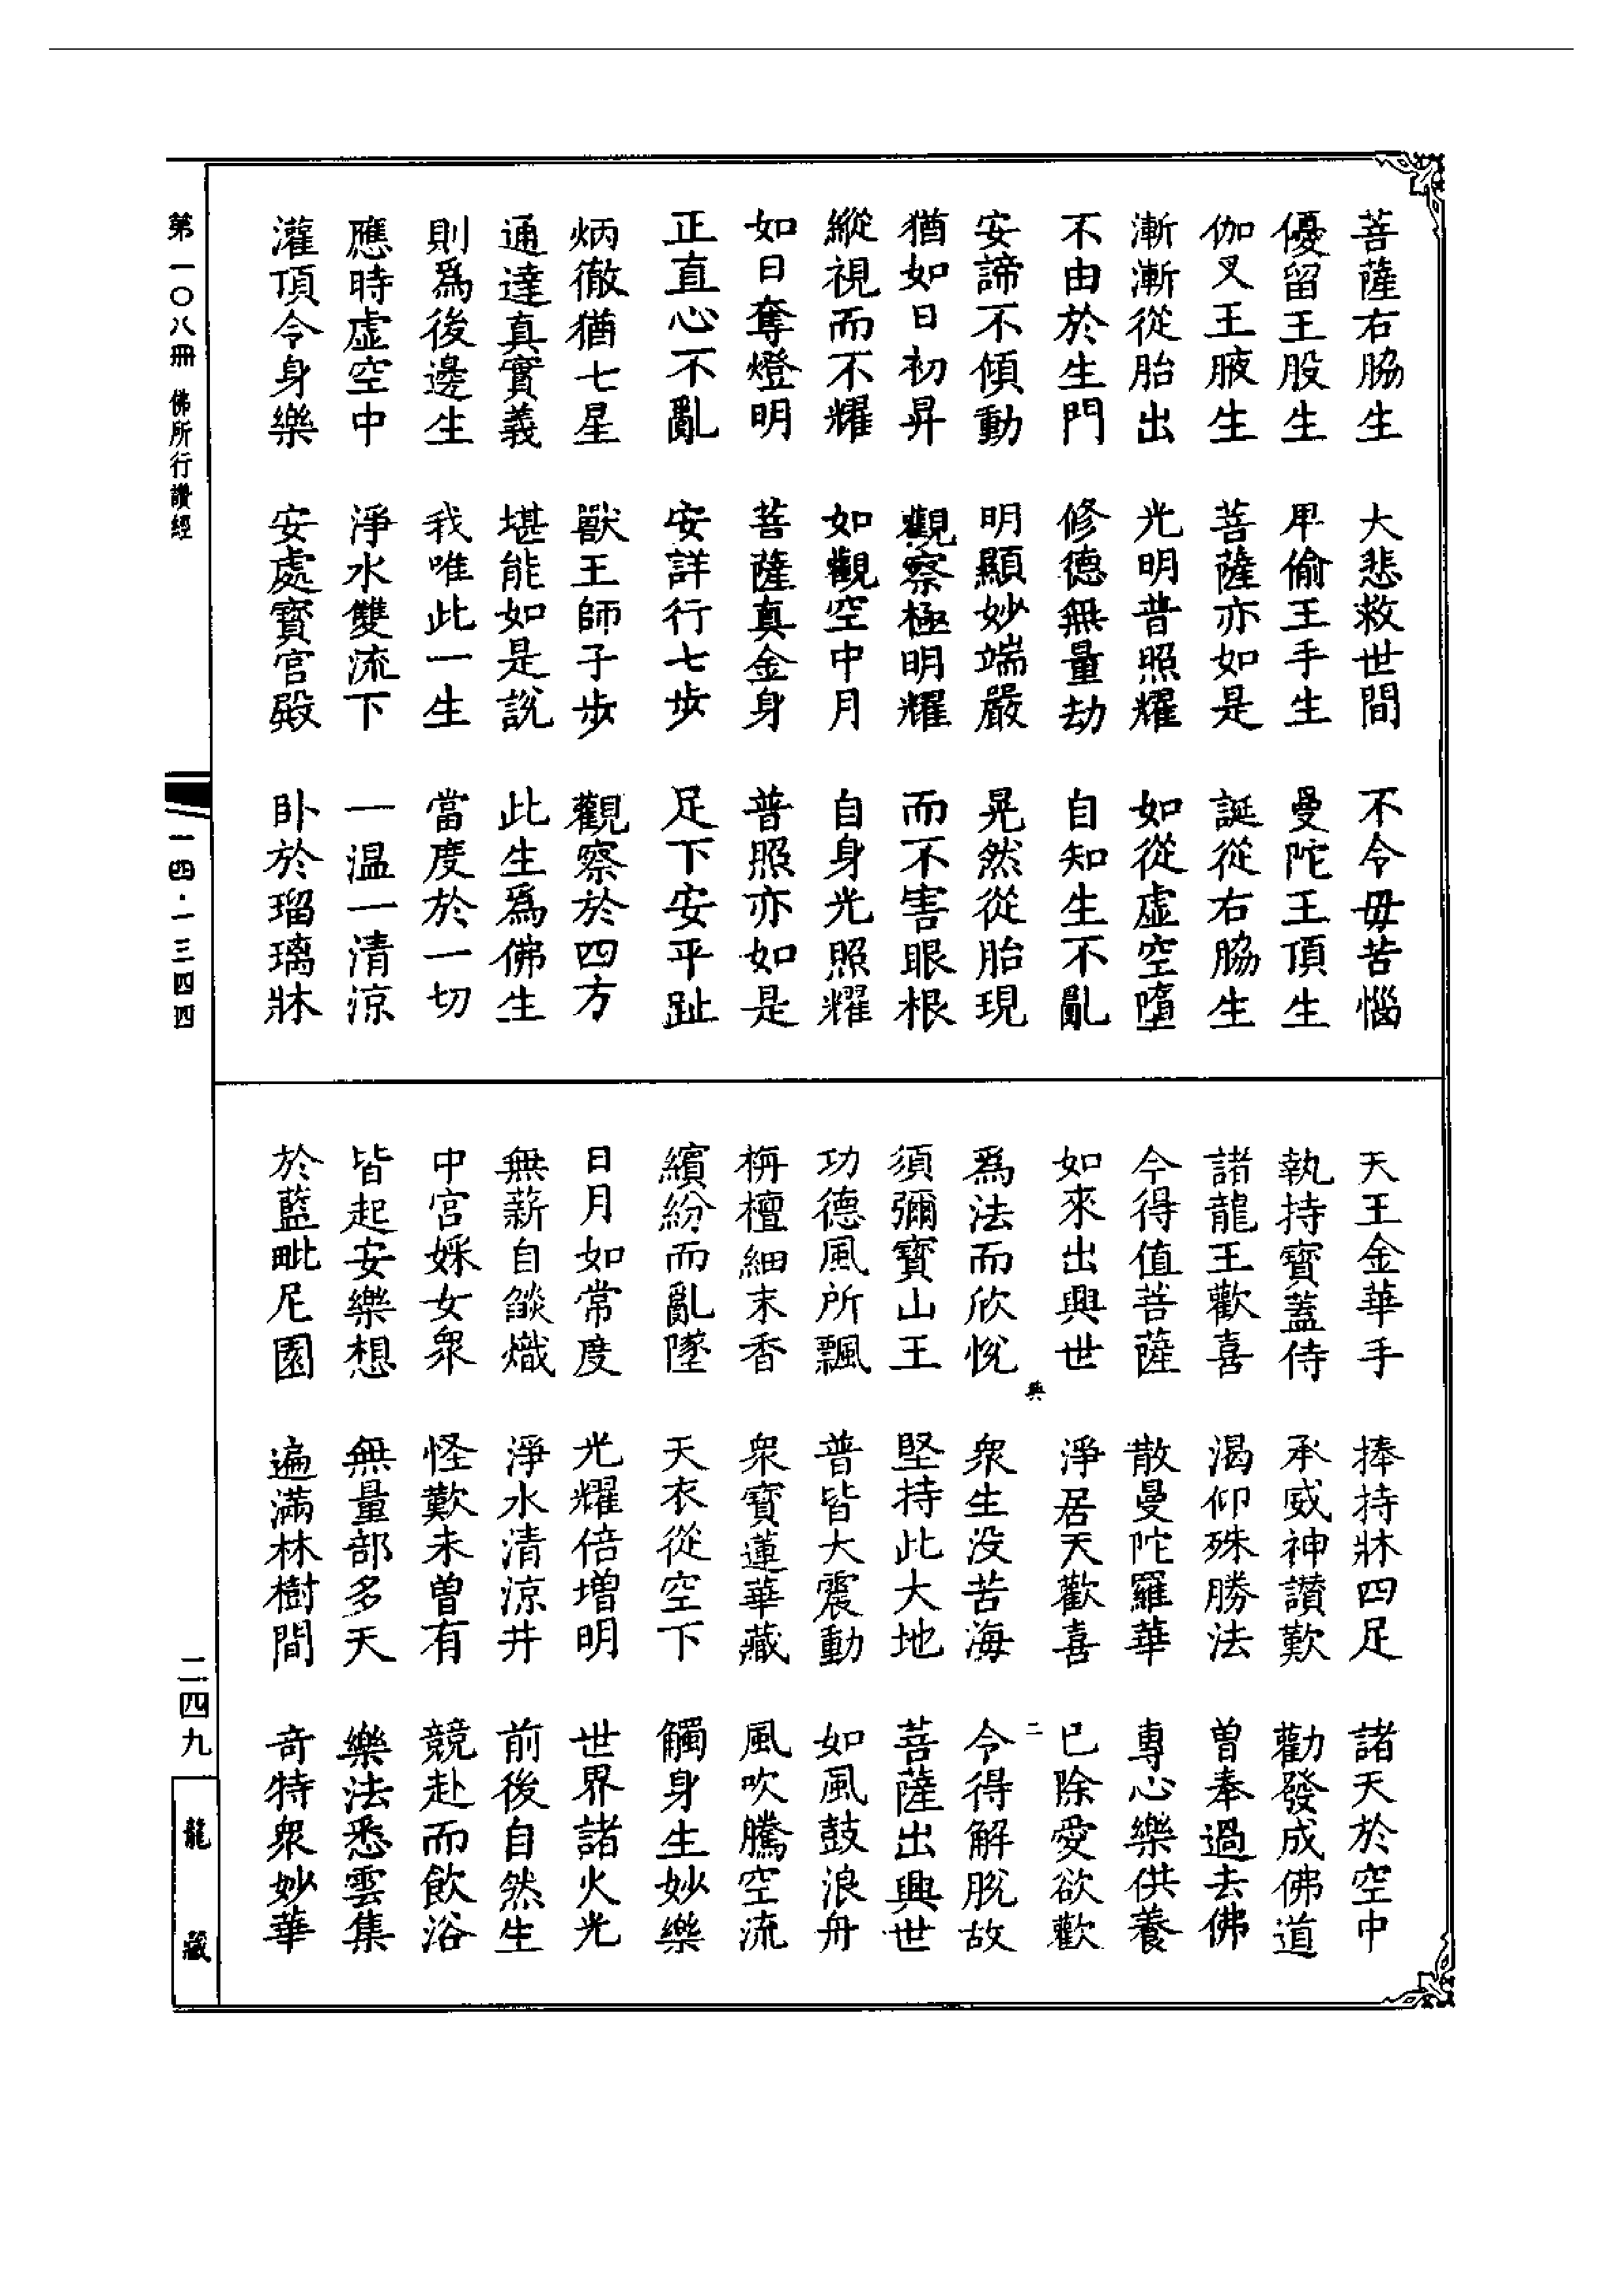 菩薩右脇生　大悲救世間　不令毋苦惱
優留王股生　畀偷王手生　曼陀王頂生
伽叉王腋生　菩薩亦如是　誕從右脇生
漸漸從胎出　光明普照耀　如從虛空墮
不由於生門　修德無量劫　自知生不亂
安諦不傾動　明顯妙端嚴　晃然從胎現
猶如日初昇　觀察極明耀　而不害眼根
縱視而不耀　如觀空中月　自身光照耀
如日奪燈明　菩薩真金身　普照亦如是
正直心不亂　安詳行七步　足下安平趾
炳徹猶七星　獸王師子步　觀察於四方
通達真實義　堪能如是說　此生爲佛生
則爲後邊生　我唯此一生　當度於一切
應時虛空中　淨水雙流下　一温一清涼
灌頂令身樂　安處寶宮殿　卧於瑠璃牀
天王金華手　捧持牀四足　諸天於空中
執持寶蓋侍　承威神讚歎　勸發成佛道
諸龍王歡喜　渴仰殊勝法　曾奉過去佛
今得值菩薩　散曼陀羅華　專心樂供養
如來出興世　淨居天歡喜　已除愛欲歡
典　二
爲法而欣悅　衆生没苦海　令得解脫故
須彌寶山王　堅持此大地　菩薩出興世
功德風所飄　普皆大震動　如風鼓浪舟
栴檀細末香　衆寶蓮華藏　風吹騰空流
繽紛而亂墜　天衣從空下　觸身生妙樂
日月如常度　光耀倍增明　世界諸火光
無薪自燄熾　淨水清涼井　前後自然生
中宮婇女衆　怪歎未曾有　競赴而飲浴
皆起安樂想　無量部多天　樂法悉雲集
於藍毗尼園　遍滿林樹間　奇特衆妙華
第一〇八冊　佛所行讚經
一四·一三四四
二四九
龍藏